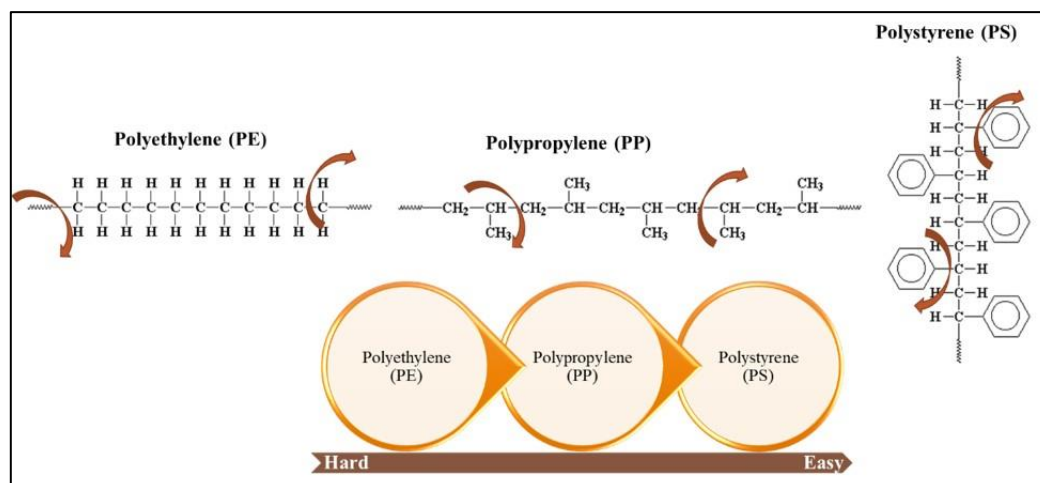 Polystyrene (PS)
Polyethylene (PE)
Polypropylene (PP)
H H H H H H H H H H H
C—C—C—C—C—C—C—C—C—C—C
H H H H H H H H H H H
CH₃ CH₃
CH₂—CH—CH₂—CH—CH₂—CH—CH₂—CH—CH₂—CH
CH₃ CH₃ CH₃
H—C—H
H—C
H—C—H
C—H
H—C—H
H—C
H—C—H
C—H
H—C—H
H—C
Polyethylene
(PE)
Polypropylene
(PP)
Polystyrene
(PS)
Hard Easy